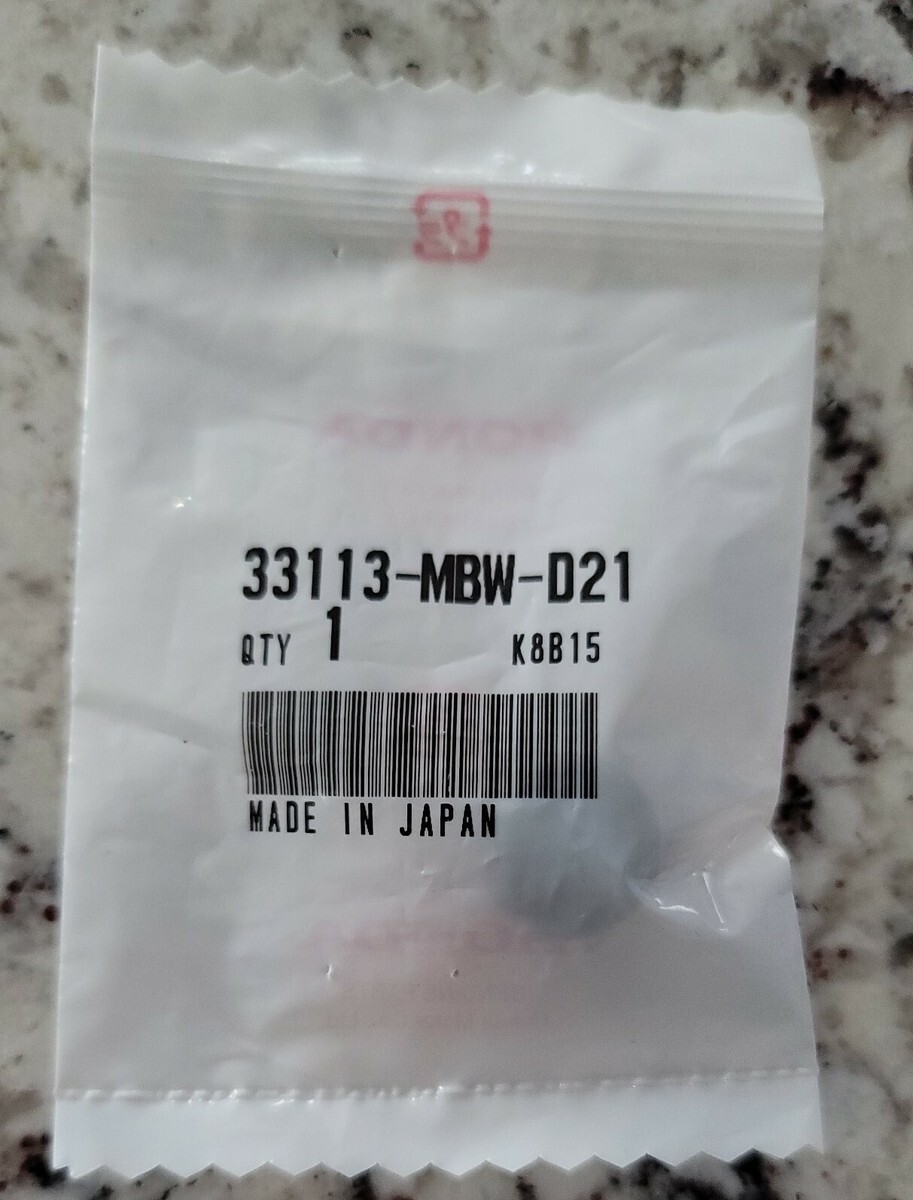 33113-MBW-D21
QTY 1 K8B15
MADE IN JAPAN